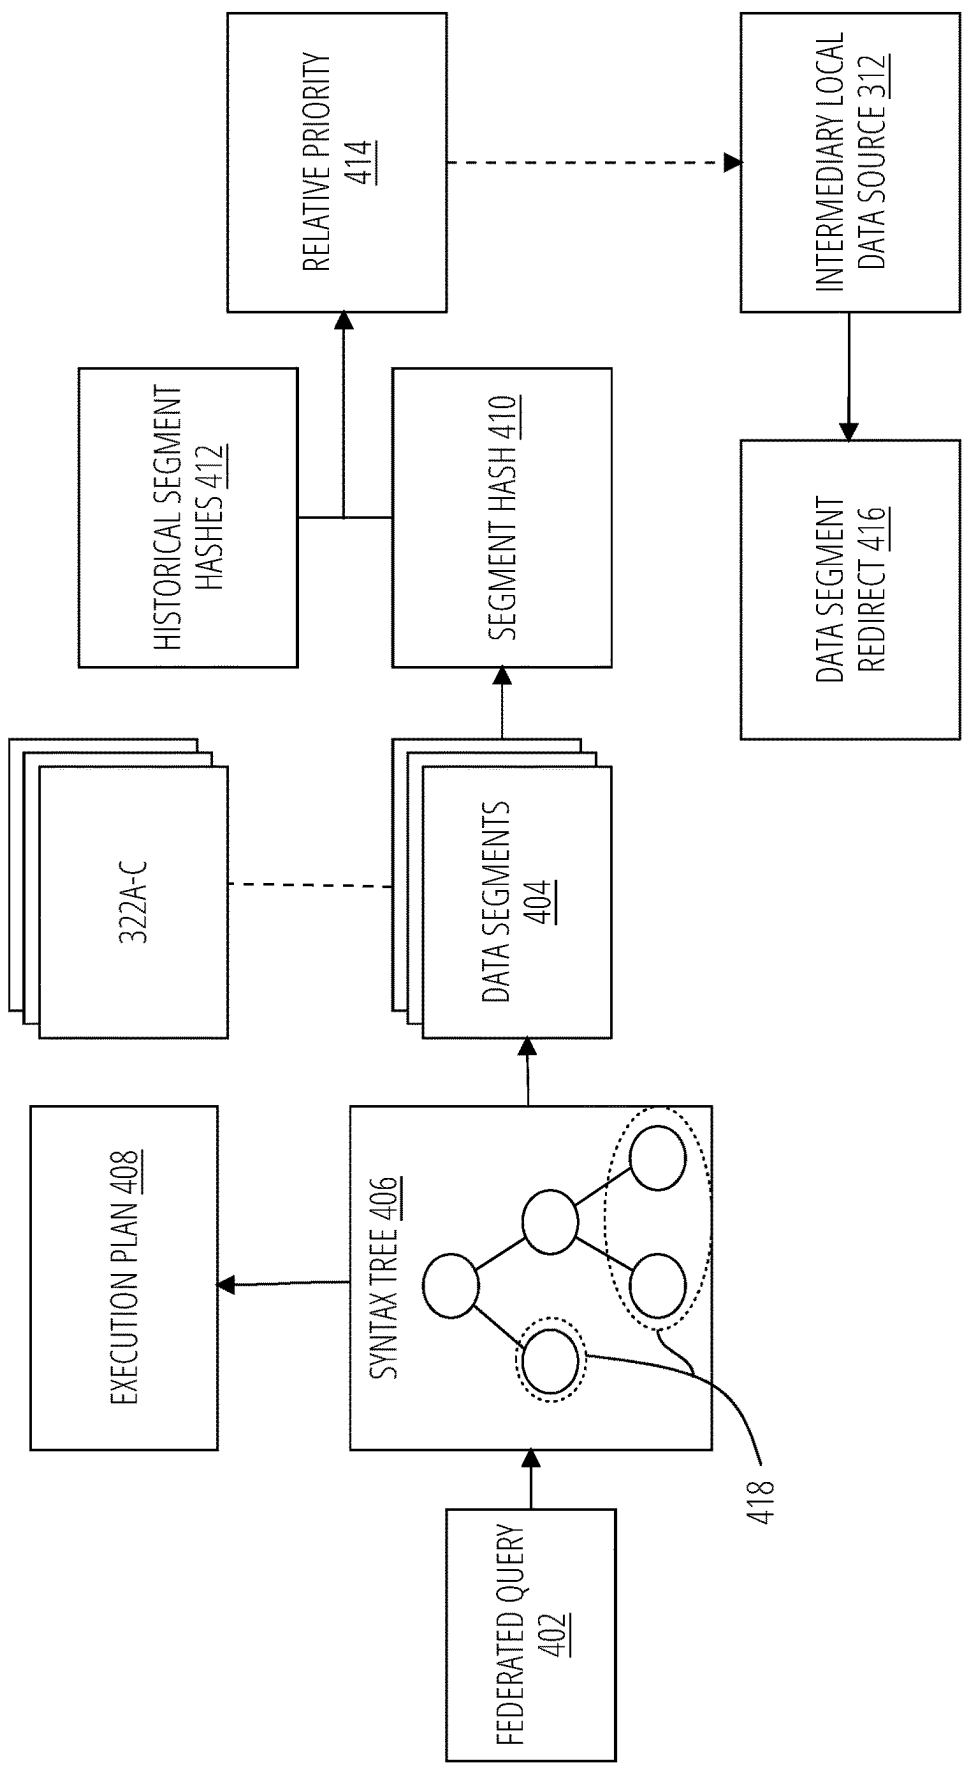 FEDERATED QUERY
402
SYNTAX TREE 406
418
EXECUTION PLAN 408
322A-C
DATA SEGMENTS
404
HISTORICAL SEGMENT
HASHES 412
SEGMENT HASH 410
RELATIVE PRIORITY
414
INTERMEDIARY LOCAL
DATA SOURCE 312
DATA SEGMENT
REDIRECT 416